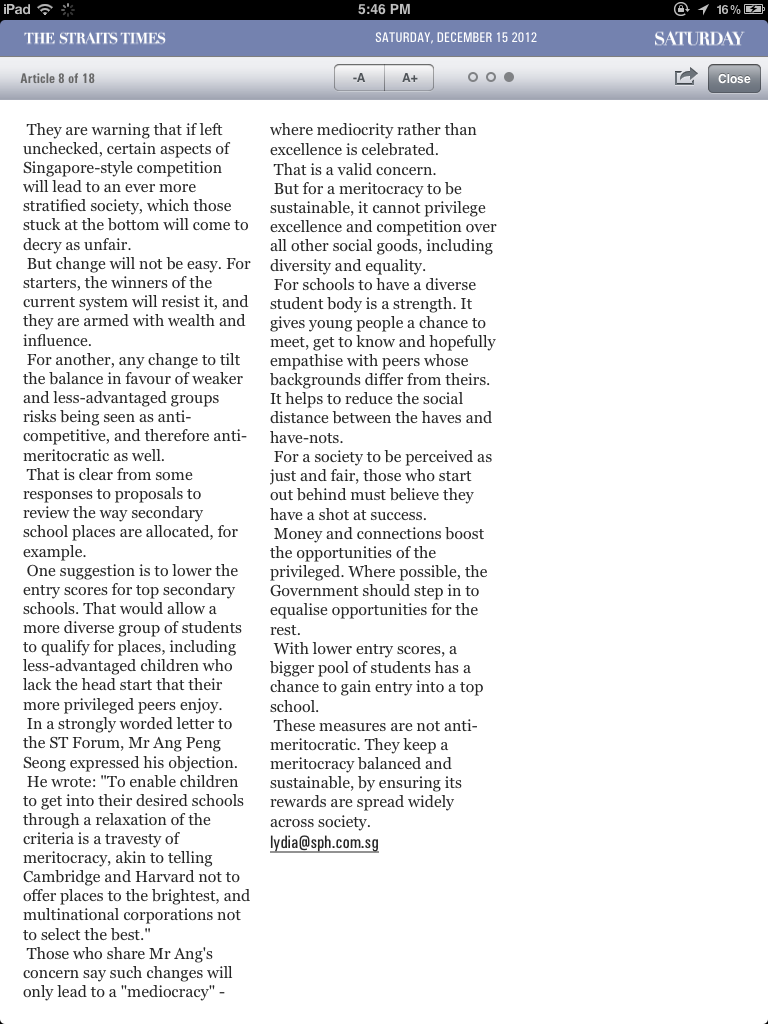 iPad 5:46 PM 16%
THE STRAITS TIMES SATURDAY, DECEMBER 15 2012 SATURDAY
Article 8 of 18 -A A+ Close
They are warning that if left
unchecked, certain aspects of
Singapore-style competition
will lead to an ever more
stratified society, which those
stuck at the bottom will come to
decry as unfair.
But change will not be easy. For
starters, the winners of the
current system will resist it, and
they are armed with wealth and
influence.
For another, any change to tilt
the balance in favour of weaker
and less-advantaged groups
risks being seen as anti-
competitive, and therefore anti-
meritocratic as well.
That is clear from some
responses to proposals to
review the way secondary
school places are allocated, for
example.
One suggestion is to lower the
entry scores for top secondary
schools. That would allow a
more diverse group of students
to qualify for places, including
less-advantaged children who
lack the head start that their
more privileged peers enjoy.
In a strongly worded letter to
the ST Forum, Mr Ang Peng
Seong expressed his objection.
He wrote: "To enable children
to get into their desired schools
through a relaxation of the
criteria is a travesty of
meritocracy, akin to telling
Cambridge and Harvard not to
offer places to the brightest, and
multinational corporations not
to select the best."
Those who share Mr Ang's
concern say such changes will
only lead to a "mediocracy" -
where mediocrity rather than
excellence is celebrated.
That is a valid concern.
But for a meritocracy to be
sustainable, it cannot privilege
excellence and competition over
all other social goods, including
diversity and equality.
For schools to have a diverse
student body is a strength. It
gives young people a chance to
meet, get to know and hopefully
empathise with peers whose
backgrounds differ from theirs.
It helps to reduce the social
distance between the haves and
have-nots.
For a society to be perceived as
just and fair, those who start
out behind must believe they
have a shot at success.
Money and connections boost
the opportunities of the
privileged. Where possible, the
Government should step in to
equalise opportunities for the
rest.
With lower entry scores, a
bigger pool of students has a
chance to gain entry into a top
school.
These measures are not anti-
meritocratic. They keep a
meritocracy balanced and
sustainable, by ensuring its
rewards are spread widely
across society.
lydia@sph.com.sg